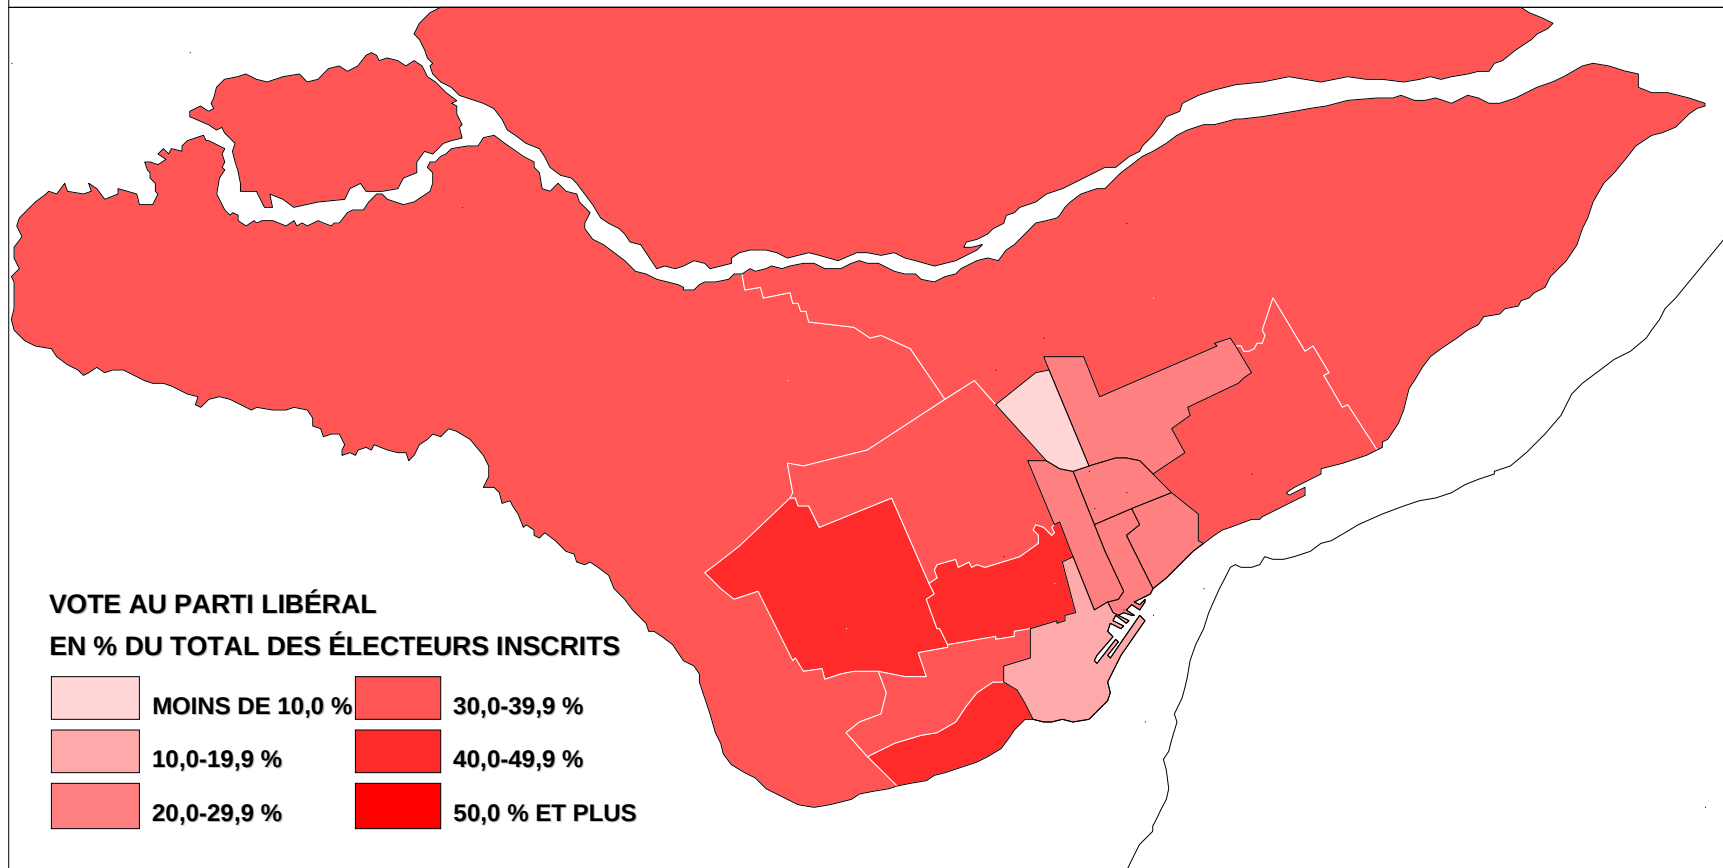 VOTE AU PARTI LIBÉRAL
EN % DU TOTAL DES ÉLECTEURS INSCRITS
MOINS DE 10,0 %
30,0-39,9 %
10,0-19,9 %
40,0-49,9 %
20,0-29,9 %
50,0 % ET PLUS